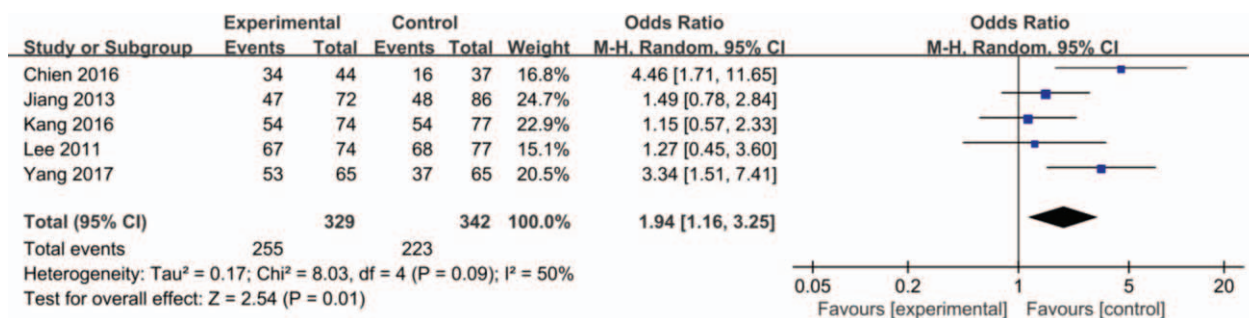 Experimental Control Odds Ratio Odds Ratio
Study or Subgroup Events Total Events Total Weight M-H, Random, 95% CI M-H, Random, 95% CI
Chien 2016 34 44 16 37 16.8% 4.46 [1.71, 11.65]
Jiang 2013 47 72 48 86 24.7% 1.49 [0.78, 2.84]
Kang 2016 54 74 54 77 22.9% 1.15 [0.57, 2.33]
Lee 2011 67 74 68 77 15.1% 1.27 [0.45, 3.60]
Yang 2017 53 65 37 65 20.5% 3.34 [1.51, 7.41]
Total (95% CI) 329 342 100.0% 1.94 [1.16, 3.25]
Total events 255 223
Heterogeneity: Tau² = 0.17; Chi² = 8.03, df = 4 (P = 0.09); I² = 50%
Test for overall effect: Z = 2.54 (P = 0.01)
0.05 0.2 1 5 20
Favours [experimental] Favours [control]